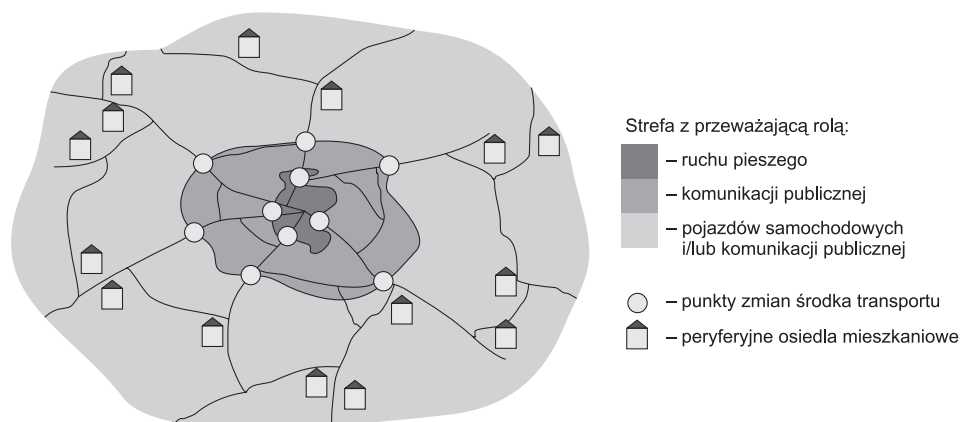 Strefa z przeważającą rolą:
– ruchu pieszego
– komunikacji publicznej
– pojazdów samochodowych
i/lub komunikacji publicznej
– punkty zmian środka transportu
– peryferyjne osiedla mieszkaniowe